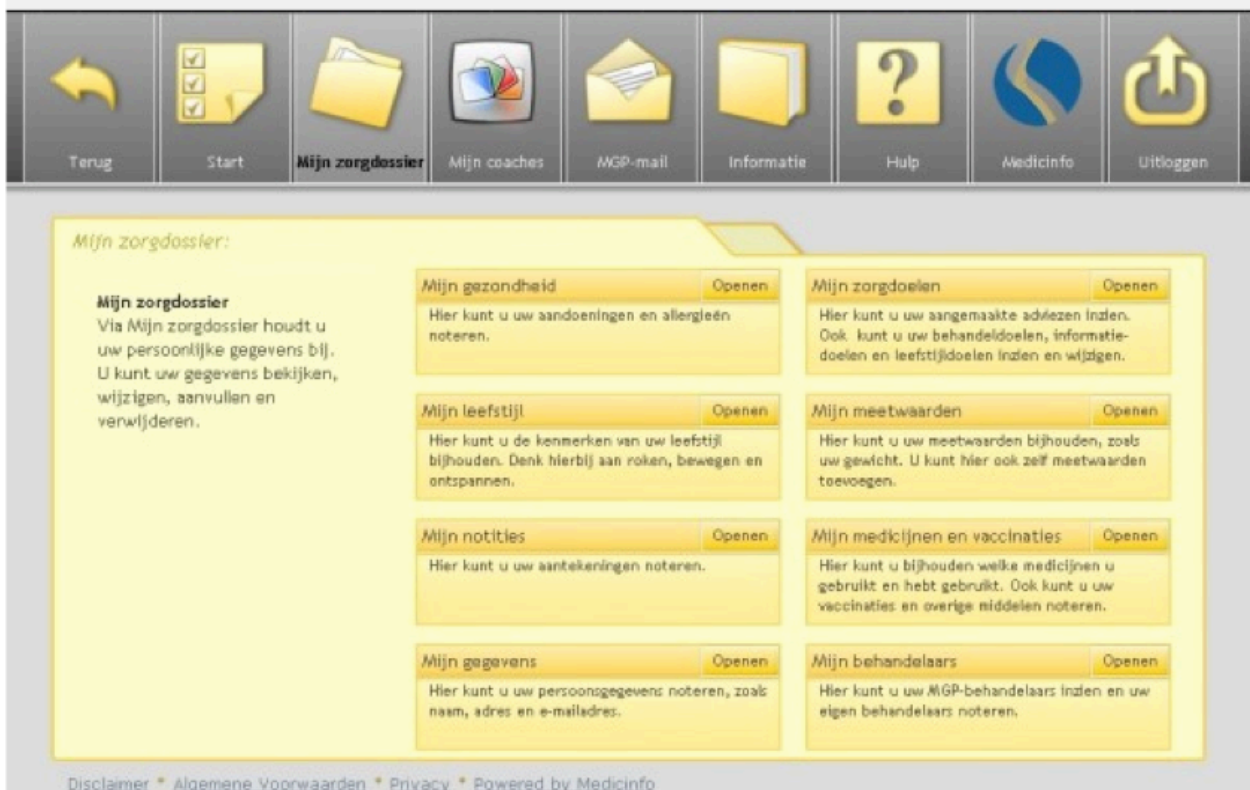 Terug
Start
Mijn zorgdossier
Mijn coaches
MGP-mail
Informatie
Hulp
Medicinfo
Uitloggen
Mijn zorgdossier:
Mijn zorgdossier
Via Mijn zorgdossier houdt u
uw persoonlijke gegevens bij.
U kunt uw gegevens bekijken,
wijzigen, aanvullen en
verwijderen.
Mijn gezondheid Openen
Hier kunt u uw aandoeningen en allergieën
noteren.
Mijn zorgdoelen Openen
Hier kunt u uw aangemaakte adviezen inzien.
Ook kunt u uw behandeldoelen, informatie-
doelen en leefstijldoelen inzien en wijzigen.
Mijn leefstijl Openen
Hier kunt u de kenmerken van uw leefstijl
bijhouden. Denk hierbij aan roken, bewegen en
ontspannen.
Mijn meetwaarden Openen
Hier kunt u uw meetwaarden bijhouden, zoals
uw gewicht. U kunt hier ook zelf meetwaarden
toevoegen.
Mijn notities Openen
Hier kunt u uw aantekeningen noteren.
Mijn medicijnen en vaccinaties Openen
Hier kunt u bijhouden welke medicijnen u
gebruikt en hebt gebruikt. Ook kunt u uw
vaccinaties en overige middelen noteren.
Mijn gegevens Openen
Hier kunt u uw persoonsgegevens noteren, zoals
naam, adres en e-mailadres.
Mijn behandelaars Openen
Hier kunt u uw MGP-behandelaars inzien en uw
eigen behandelaars noteren.
Disclaimer * Algemene Voorwaarden * Privacy * Powered by Medicinfo